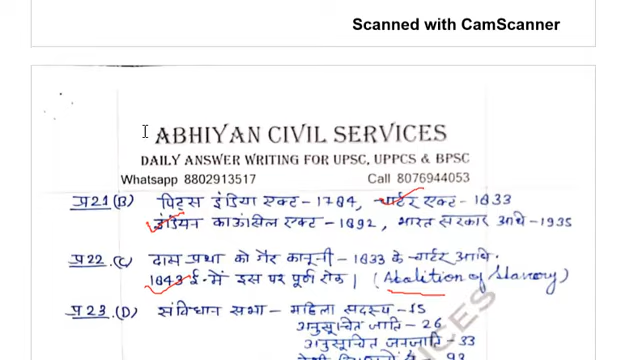 Scanned with CamScanner
ABHIYAN CIVIL SERVICES
DAILY ANSWER WRITING FOR UPSC, UPPCS & BPSC
Whatsapp 8802913517 Call 8076944053
प्र21 (B) पिट्स इंडिया एक्ट - 1784, चार्टर एक्ट - 1833
इंडियन काऊंसिल एक्ट - 1892, भारत सरकार अधि - 1935
प्र22 (C) दास प्रथा को गैर कानूनी - 1833 के चार्टर अधि
1843 ई॰ में इस पर पूर्ण रोक। (Abolition of Slavery)
प्र23 (D) संविधान सभा - महिला सदस्य - 15
अनुसूचित जाति - 26
अनुसूचित जनजाति - 33